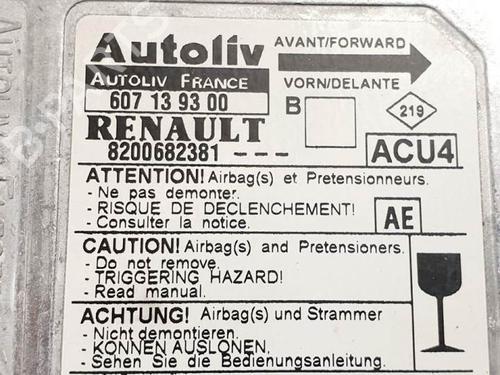 Autoliv
AVANT/FORWARD
AUTOLIV FRANCE
VORN/DELANTE
607 13 93 00
B
219
RENAULT
8200682381 ---
ACU4
ATTENTION! Airbag(s) et Pretensionneurs.
- Ne pas demonter.
- RISQUE DE DECLENCHEMENT!
- Consulter la notice.
AE
CAUTION! Airbag(s) and Pretensioners.
- Do not remove.
- TRIGGERING HAZARD!
- Read manual.
ACHTUNG! Airbag(s) und Strammer
- Nicht demontieren.
- KONNEN AUSLONEN.
- Sehen Sie die Bedienungsanleitung